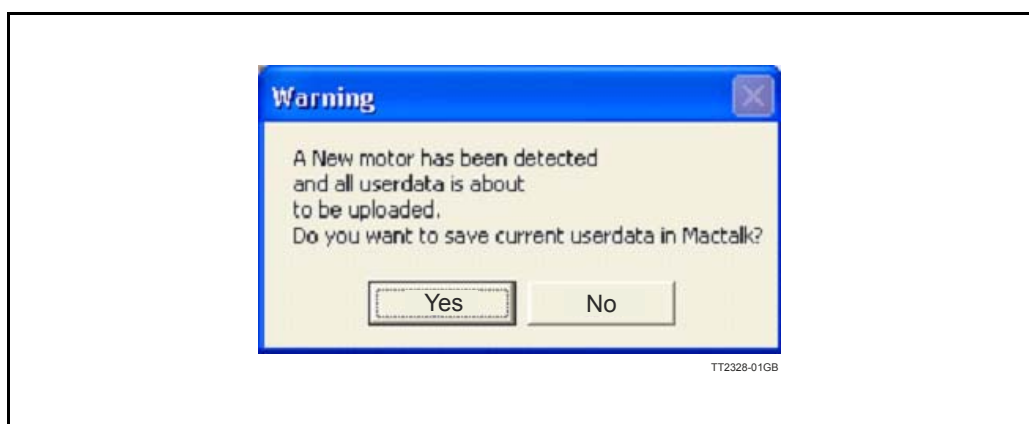 Warning
A New motor has been detected
and all userdata is about
to be uploaded.
Do you want to save current userdata in Mactalk?
Yes No
TT2328-01GB